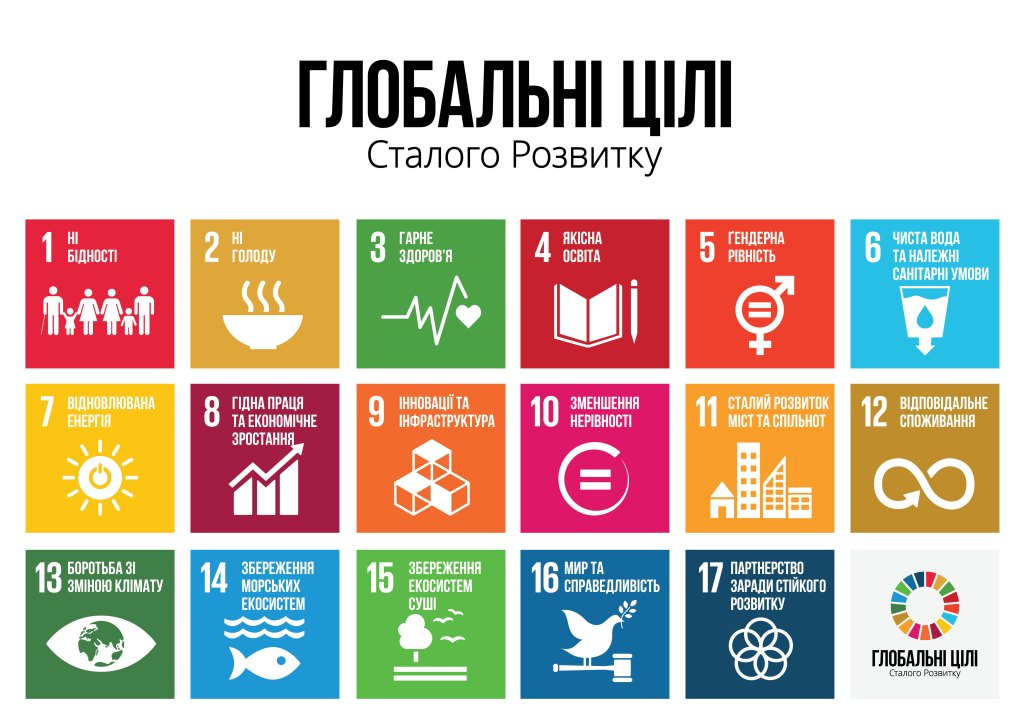 ГЛОБАЛЬНІ ЦІЛІ
Сталого Розвитку
1 НІ
БІДНОСТІ
2 НІ
ГОЛОДУ
3 ГАРНЕ
ЗДОРОВ'Я
4 ЯКІСНА
ОСВІТА
5 ҐЕНДЕРНА
РІВНІСТЬ
6 ЧИСТА ВОДА
ТА НАЛЕЖНІ
САНІТАРНІ УМОВИ
7 ВІДНОВЛЮВАНА
ЕНЕРГІЯ
8 ГІДНА ПРАЦЯ
ТА ЕКОНОМІЧНЕ
ЗРОСТАННЯ
9 ІННОВАЦІЇ ТА
ІНФРАСТРУКТУРА
10 ЗМЕНШЕННЯ
НЕРІВНОСТІ
11 СТАЛИЙ РОЗВИТОК
МІСТ ТА СПІЛЬНОТ
12 ВІДПОВІДАЛЬНЕ
СПОЖИВАННЯ
13 БОРОТЬБА ЗІ
ЗМІНОЮ КЛІМАТУ
14 ЗБЕРЕЖЕННЯ
МОРСЬКИХ
ЕКОСИСТЕМ
15 ЗБЕРЕЖЕННЯ
ЕКОСИСТЕМ
СУШІ
16 МИР ТА
СПРАВЕДЛИВІСТЬ
17 ПАРТНЕРСТВО
ЗАРАДИ СТІЙКОГО
РОЗВИТКУ
ГЛОБАЛЬНІ ЦІЛІ
Сталого Розвитку